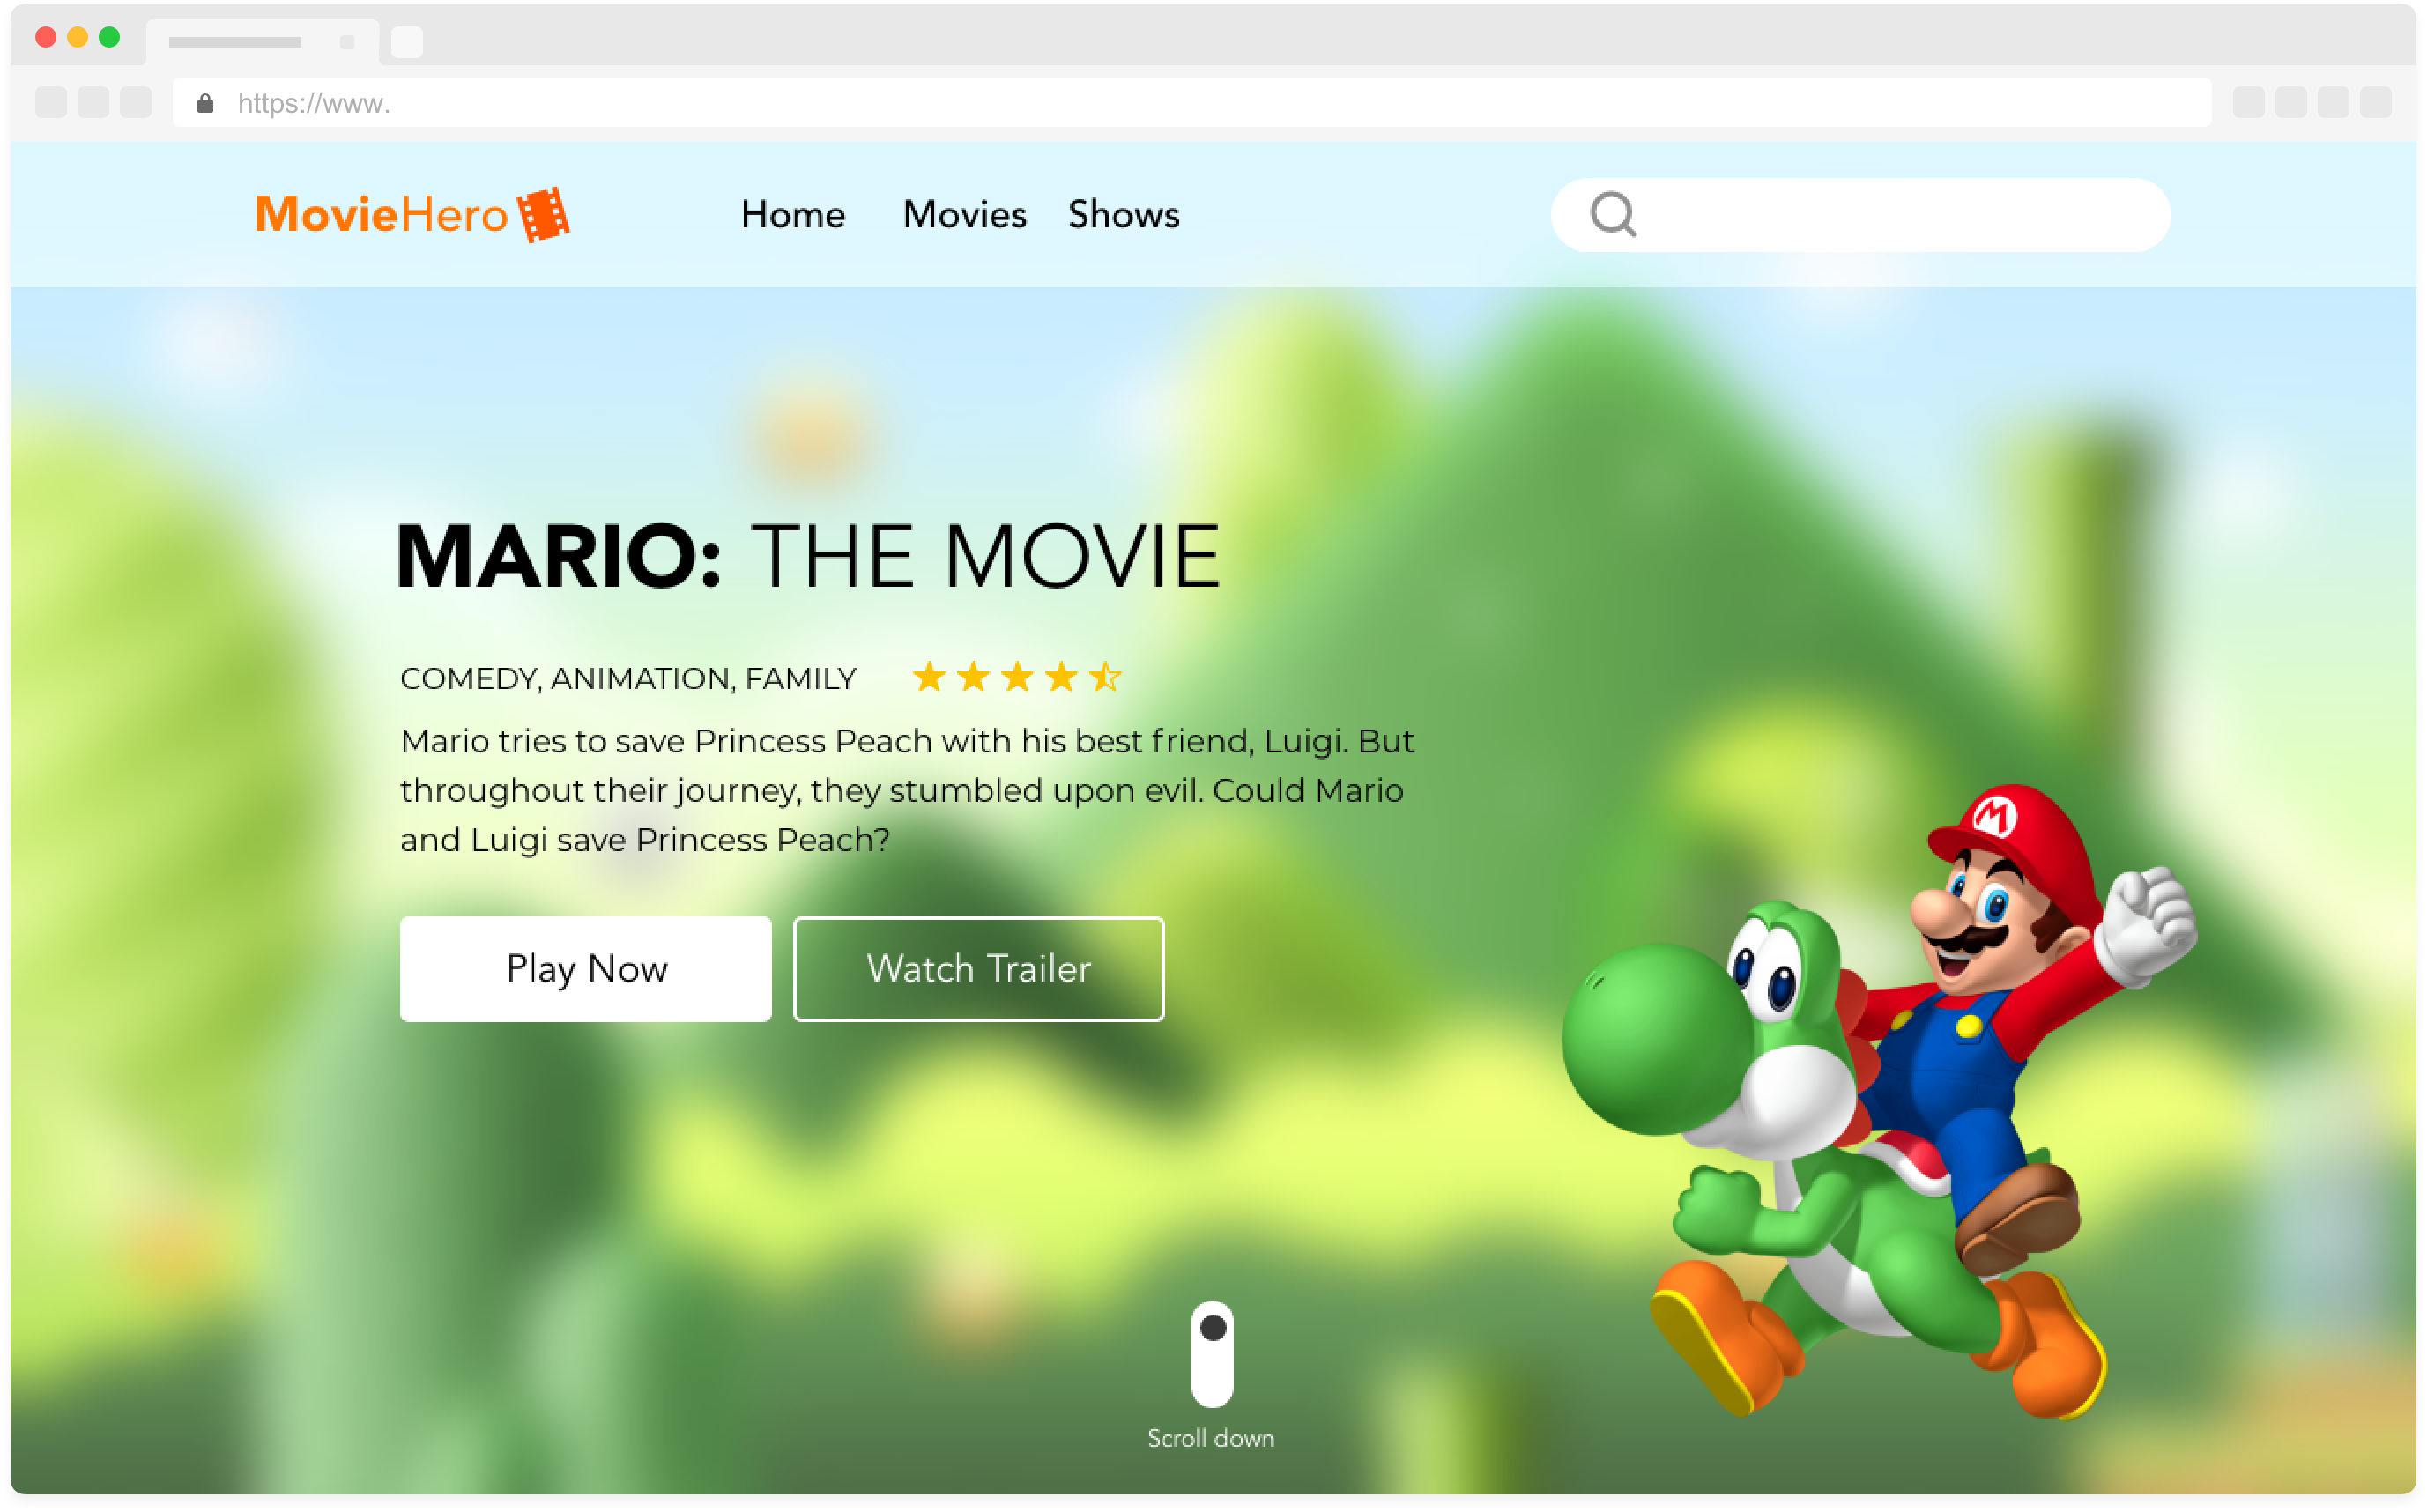 https://www.
MovieHero
Home Movies Shows
MARIO: THE MOVIE
COMEDY, ANIMATION, FAMILY
Mario tries to save Princess Peach with his best friend, Luigi. But
throughout their journey, they stumbled upon evil. Could Mario
and Luigi save Princess Peach?
M
Play Now
Watch Trailer
Scroll down